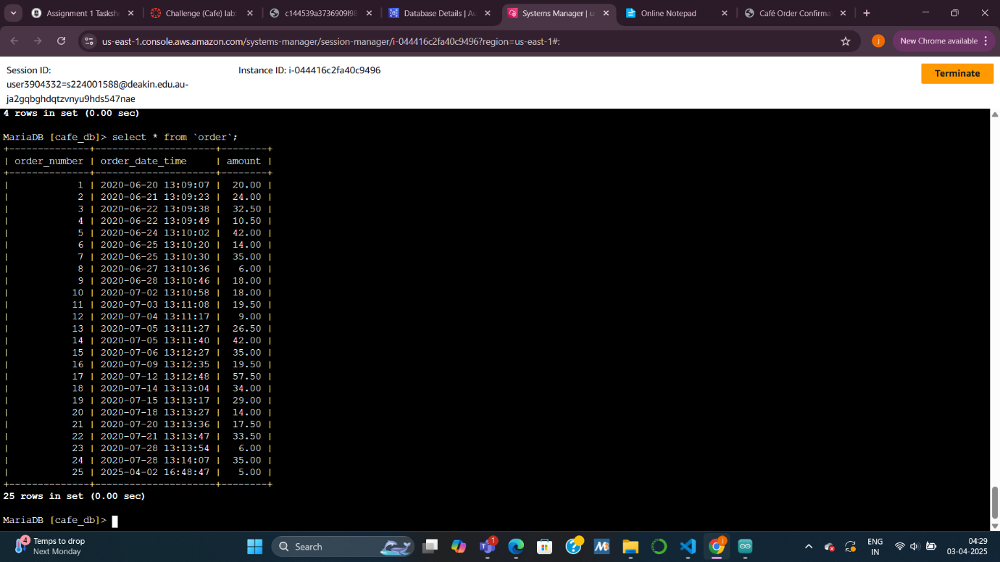 Assignment 1 Tasksh
Challenge (Cafe) lab:
c144539a3736909l98
Database Details | Au
Systems Manager | us
Online Notepad
Café Order Confirma
us-east-1.console.aws.amazon.com/systems-manager/session-manager/i-044416c2fa40c9496?region=us-east-1#:
j
New Chrome available
Session ID:
user3904332=s224001588@deakin.edu.au-
ja2gqbghdqtzvnyu9hds547nae
Instance ID: i-044416c2fa40c9496
Terminate
4 rows in set (0.00 sec)
MariaDB [cafe_db]> select * from `order`;
+--------------+---------------------+--------+
| order_number | order_date_time     | amount |
+--------------+---------------------+--------+
|            1 | 2020-06-20 13:09:07 |  20.00 |
|            2 | 2020-06-21 13:09:23 |  24.00 |
|            3 | 2020-06-22 13:09:38 |  32.50 |
|            4 | 2020-06-22 13:09:49 |  10.50 |
|            5 | 2020-06-24 13:10:02 |  42.00 |
|            6 | 2020-06-25 13:10:20 |  14.00 |
|            7 | 2020-06-25 13:10:30 |  35.00 |
|            8 | 2020-06-27 13:10:36 |   6.00 |
|            9 | 2020-06-28 13:10:46 |  18.00 |
|           10 | 2020-07-02 13:10:58 |  18.00 |
|           11 | 2020-07-03 13:11:08 |  19.50 |
|           12 | 2020-07-04 13:11:17 |   9.00 |
|           13 | 2020-07-05 13:11:27 |  26.50 |
|           14 | 2020-07-05 13:11:40 |  42.00 |
|           15 | 2020-07-06 13:12:27 |  35.00 |
|           16 | 2020-07-09 13:12:35 |  19.50 |
|           17 | 2020-07-12 13:12:48 |  57.50 |
|           18 | 2020-07-14 13:13:04 |  34.00 |
|           19 | 2020-07-15 13:13:17 |  29.00 |
|           20 | 2020-07-18 13:13:27 |  14.00 |
|           21 | 2020-07-20 13:13:36 |  17.50 |
|           22 | 2020-07-21 13:13:47 |  33.50 |
|           23 | 2020-07-28 13:13:54 |   6.00 |
|           24 | 2020-07-28 13:14:07 |  35.00 |
|           25 | 2025-04-02 16:48:47 |   5.00 |
+--------------+---------------------+--------+
25 rows in set (0.00 sec)
MariaDB [cafe_db]>
4
Temps to drop
Next Monday
Search
1
j
ENG
IN
04:29
03-04-2025